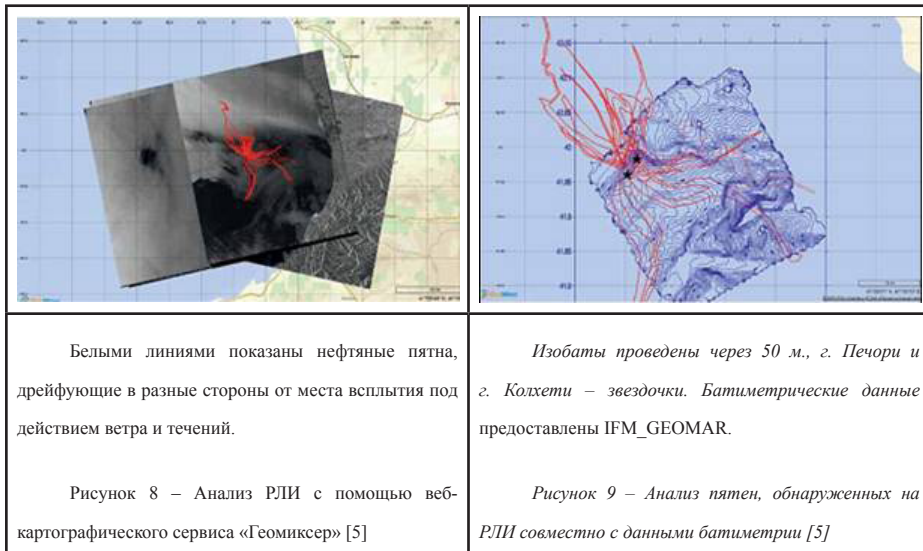 Белыми линиями показаны нефтяные пятна,
дрейфующие в разные стороны от места всплытия под
действием ветра и течений.
Рисунок 8 – Анализ РЛИ с помощью веб-
картографического сервиса «Геомиксер» [5]
Изобаты проведены через 50 м., г. Печори и
г. Колхети – звездочки. Батиметрические данные
предоставлены IFM_GEOMAR.
Рисунок 9 – Анализ пятен, обнаруженных на
РЛИ совместно с данными батиметрии [5]